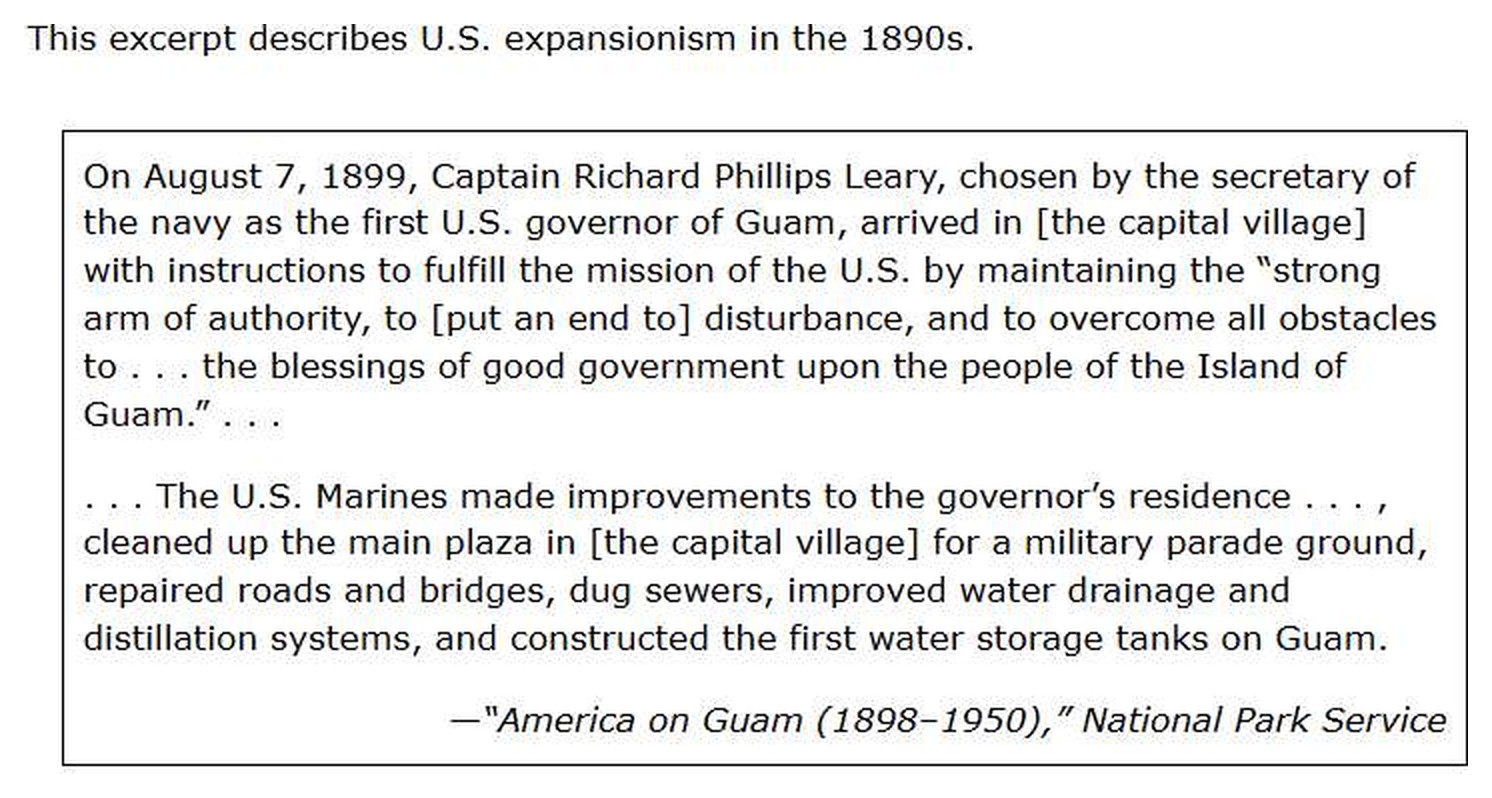 This excerpt describes U.S. expansionism in the 1890s.
On August 7, 1899, Captain Richard Phillips Leary, chosen by the secretary of
the navy as the first U.S. governor of Guam, arrived in [the capital village]
with instructions to fulfill the mission of the U.S. by maintaining the “strong
arm of authority, to [put an end to] disturbance, and to overcome all obstacles
to . . . the blessings of good government upon the people of the Island of
Guam.” . . .
. . . The U.S. Marines made improvements to the governor’s residence . . . ,
cleaned up the main plaza in [the capital village] for a military parade ground,
repaired roads and bridges, dug sewers, improved water drainage and
distillation systems, and constructed the first water storage tanks on Guam.
—“America on Guam (1898–1950),” National Park Service